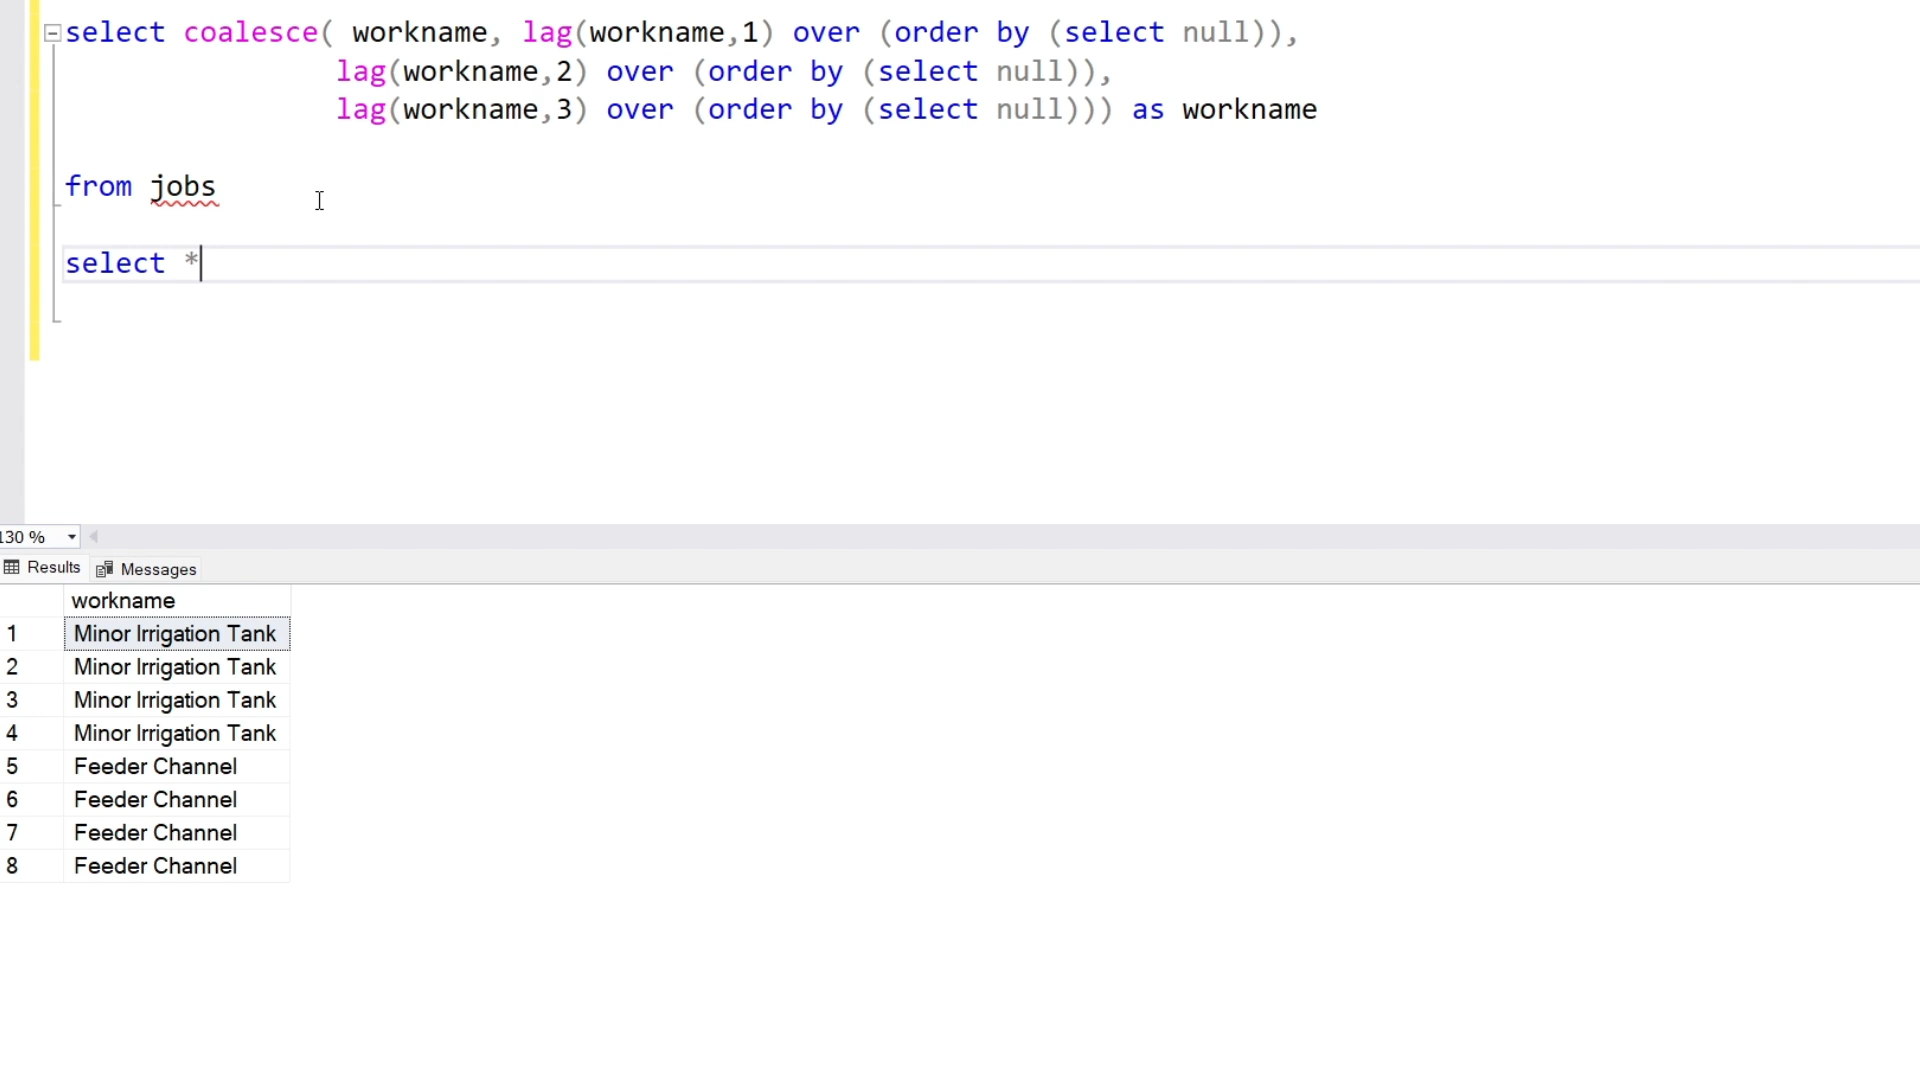 select coalesce( workname, lag(workname,1) over (order by (select null)),
lag(workname,2) over (order by (select null)),
lag(workname,3) over (order by (select null))) as workname
from jobs
select *
130 %
Results Messages
workname
1 Minor Irrigation Tank
2 Minor Irrigation Tank
3 Minor Irrigation Tank
4 Minor Irrigation Tank
5 Feeder Channel
6 Feeder Channel
7 Feeder Channel
8 Feeder Channel